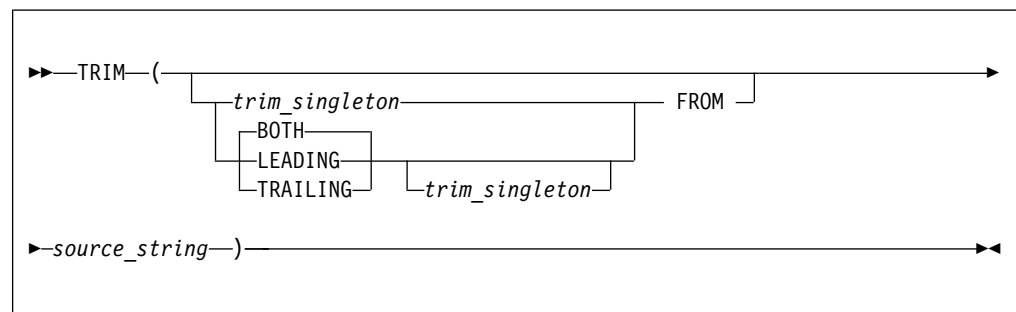 TRIM (
trim_singleton FROM
BOTH
LEADING
TRAILING trim_singleton
source_string )